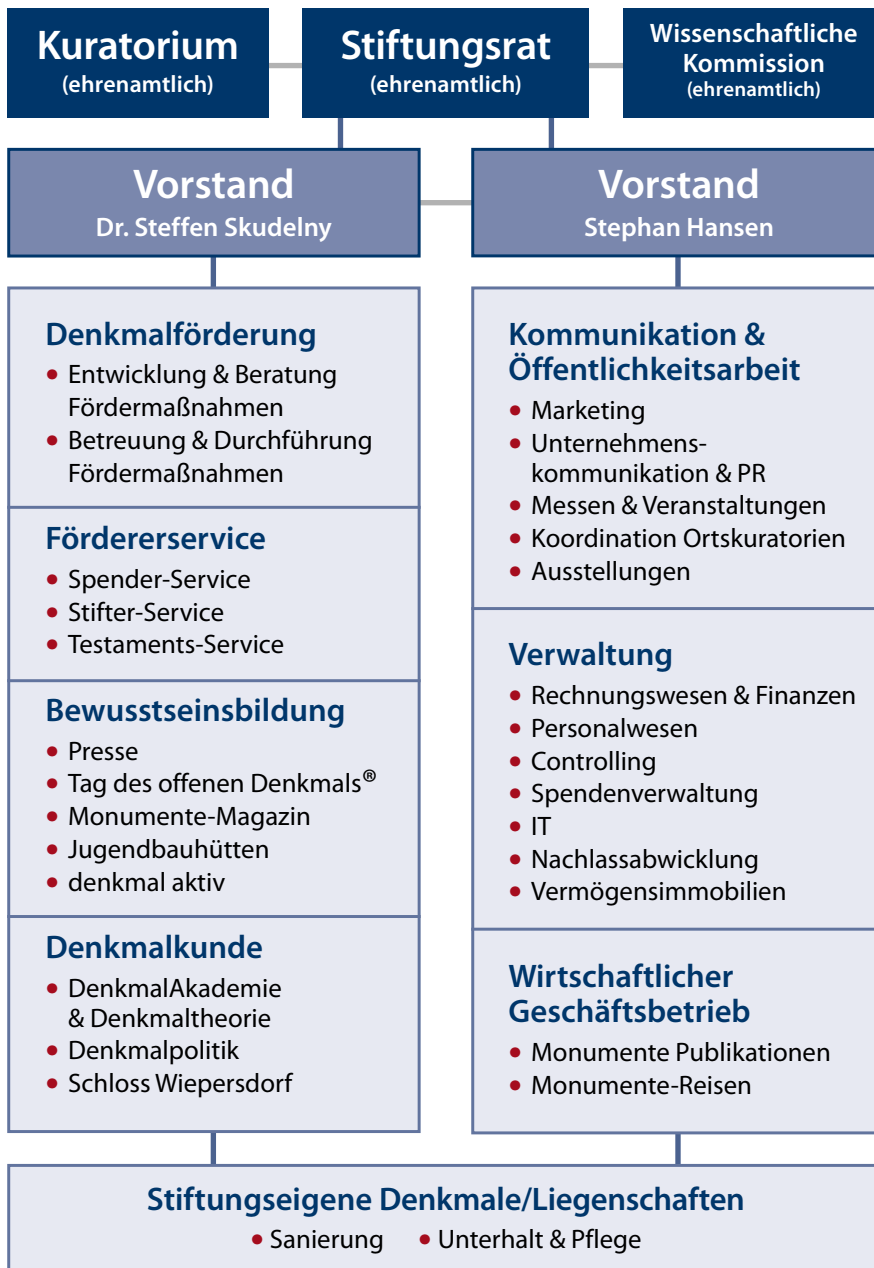 Kuratorium
(ehrenamtlich)
Stiftungsrat
(ehrenamtlich)
Wissenschaftliche
Kommission
(ehrenamtlich)
Vorstand
Dr. Steffen Skudelny
Vorstand
Stephan Hansen
Denkmalförderung
• Entwicklung & Beratung
Fördermaßnahmen
• Betreuung & Durchführung
Fördermaßnahmen
Fördererservice
• Spender-Service
• Stifter-Service
• Testaments-Service
Bewusstseinsbildung
• Presse
• Tag des offenen Denkmals®
• Monumente-Magazin
• Jugendbauhütten
• denkmal aktiv
Denkmalkunde
• DenkmalAkademie
& Denkmaltheorie
• Denkmalpolitik
• Schloss Wiepersdorf
Kommunikation &
Öffentlichkeitsarbeit
• Marketing
• Unternehmens-
kommunikation & PR
• Messen & Veranstaltungen
• Koordination Ortskuratorien
• Ausstellungen
Verwaltung
• Rechnungswesen & Finanzen
• Personalwesen
• Controlling
• Spendenverwaltung
• IT
• Nachlassabwicklung
• Vermögensimmobilien
Wirtschaftlicher
Geschäftsbetrieb
• Monumente Publikationen
• Monumente-Reisen
Stiftungseigene Denkmale/Liegenschaften
• Sanierung • Unterhalt & Pflege